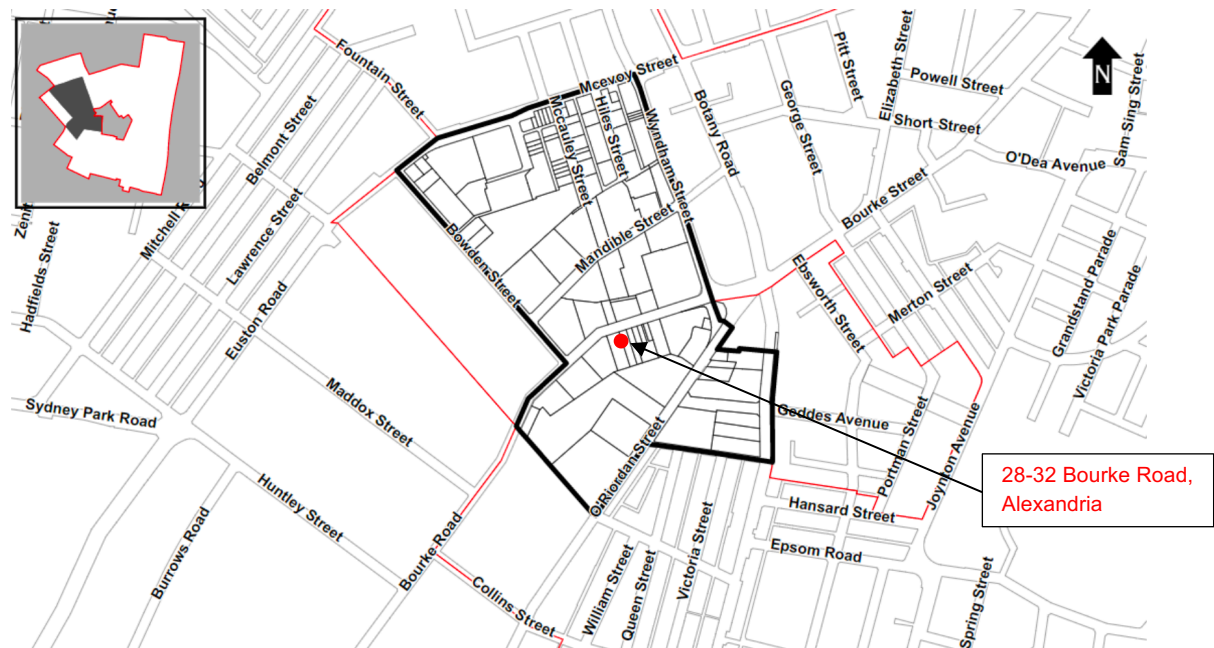 Fountain Street
Mcevoy Street
Pitt Street
Elizabeth Street
Powell Street
N
Sam Sing Street
Mccauley Street
Hiles Street
Wyndham Street
Botany Road
George Street
Short Street
O'Dea Avenue
Belmont Street
Zenit
Mitchell R
Lawrence Street
Hadfields Street
Euston Road
Bowden Street
Mandible Street
Bourke Street
Ebsworth Street
Merton Street
Grandstand Parade
Victoria Park Parade
Sydney Park Road
Maddox Street
Geddes Avenue
Portman Street
Joynton Avenue
O'Riordan Street
28-32 Bourke Road,
Alexandria
Huntley Street
Burrows Road
Bourke Road
Collins Street
William Street
Queen Street
Victoria Street
Hansard Street
Epsom Road
Spring Street